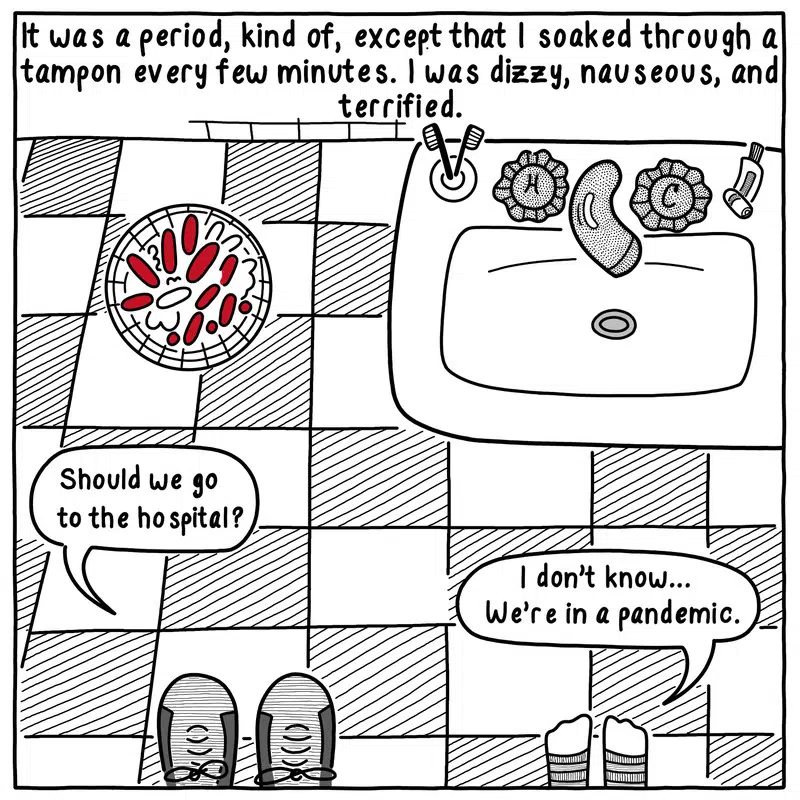 It was a period, kind of, except that I soaked through a
tampon every few minutes. I was dizzy, nauseous, and
terrified.
H
C
Should we go
to the hospital?
I don't know...
We're in a pandemic.